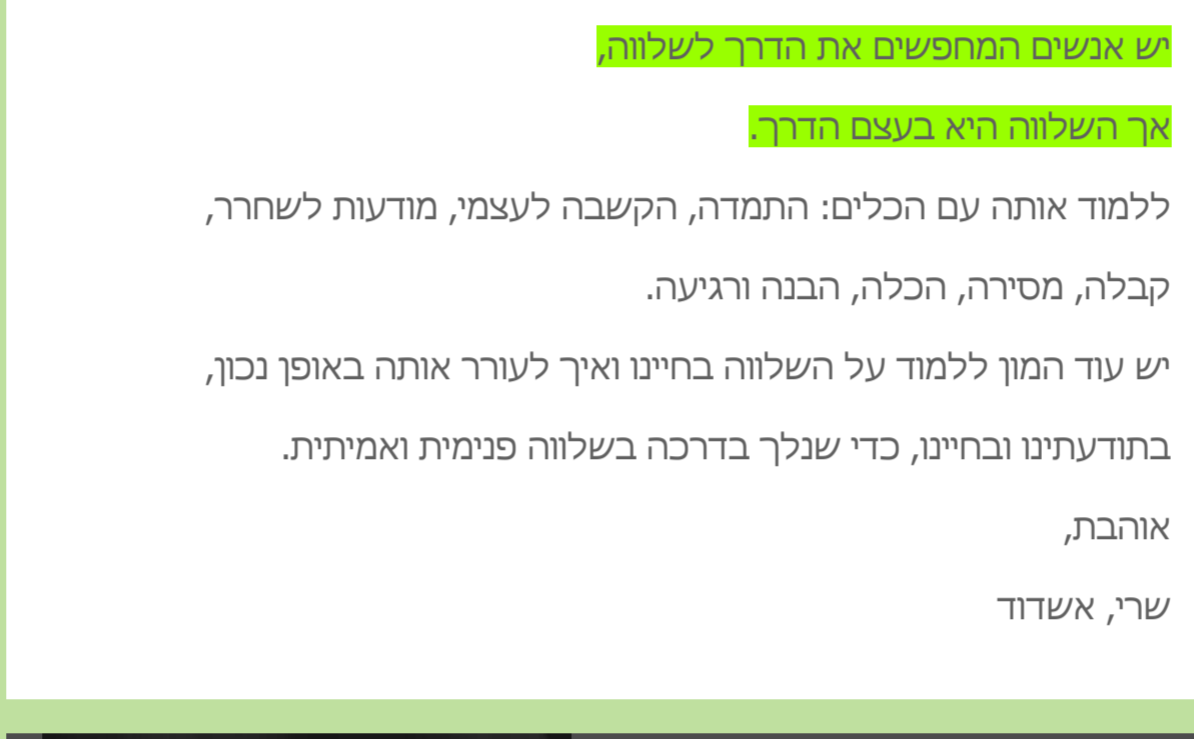 יש אנשים המחפשים את הדרך לשלווה,
אך השלווה היא בעצם הדרך.
ללמוד אותה עם הכלים: התמדה, הקשבה לעצמי, מודעות לשחרר,
קבלה, מסירה, הכלה, הבנה ורגיעה.
יש עוד המון ללמוד על השלווה בחיינו ואיך לעורר אותה באופן נכון,
בתודעתינו ובחיינו, כדי שנלך בדרכה בשלווה פנימית ואמיתית.
אוהבת,
שרי, אשדוד